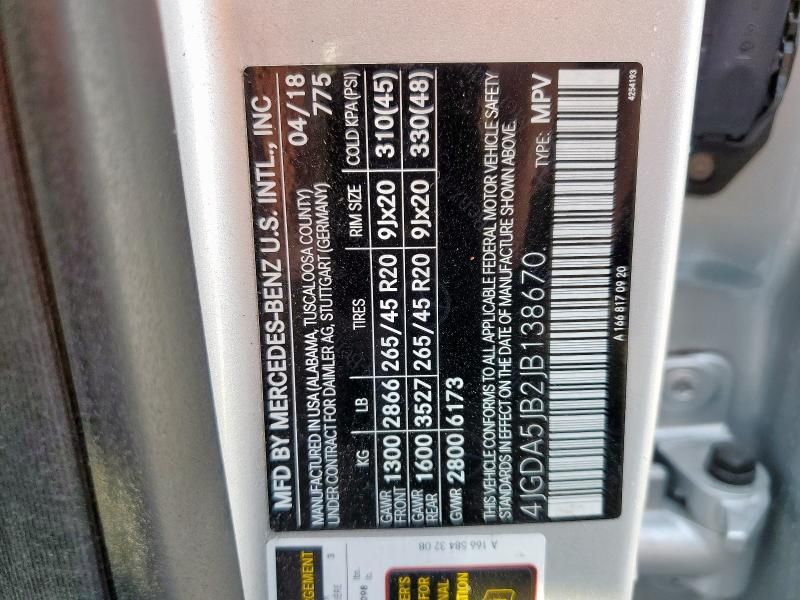 MFD BY MERCEDES-BENZ U.S. INTL., INC
MANUFACTURED IN USA (ALABAMA, TUSCALOOSA COUNTY) 04/18
UNDER CONTRACT FOR DAIMLER AG, STUTTGART (GERMANY) 775
KG LB TIRES RIM SIZE COLD KPA (PSI)
GAWR FRONT 1300 2866 265/45 R20 9Jx20 310(45)
GAWR REAR 1600 3527 265/45 R20 9Jx20 330(48)
GVWR 2800 6173
THIS VEHICLE CONFORMS TO ALL APPLICABLE FEDERAL MOTOR VEHICLE SAFETY
STANDARDS IN EFFECT ON THE DATE OF MANUFACTURE SHOWN ABOVE.
4JGDA5JB2JB138670 TYPE: MPV
A 166 817 09 20
4254193
A 166 584 32 08